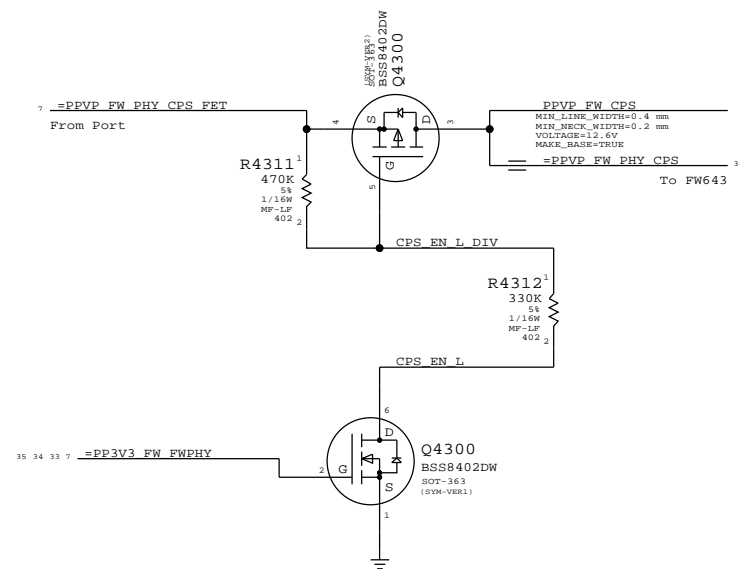 (SYM-VER2)
SOT-363
BSS8402DW
Q4300
7 =PPVP_FW_PHY_CPS_FET
From Port
4
S
D
3
G
5
PPVP_FW_CPS
MIN_LINE_WIDTH=0.4 mm
MIN_NECK_WIDTH=0.2 mm
VOLTAGE=12.6V
MAKE_BASE=TRUE
=PPVP_FW_PHY_CPS 3
To FW643
R4311 1
470K
5%
1/16W
MF-LF
402 2
CPS_EN_L_DIV
R4312 1
330K
5%
1/16W
MF-LF
402 2
CPS_EN_L
6
D
Q4300
BSS8402DW
SOT-363
(SYM-VER1)
35 34 33 7 =PP3V3_FW_FWPHY
2 G
S
1